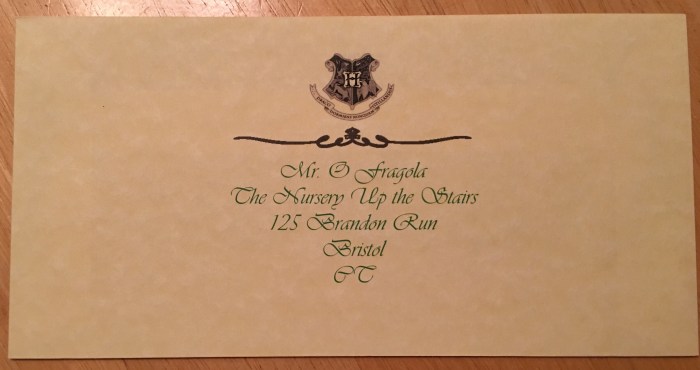 Mr. O Fragola
The Nursery Up the Stairs
125 Brandon Run
Bristol
CT